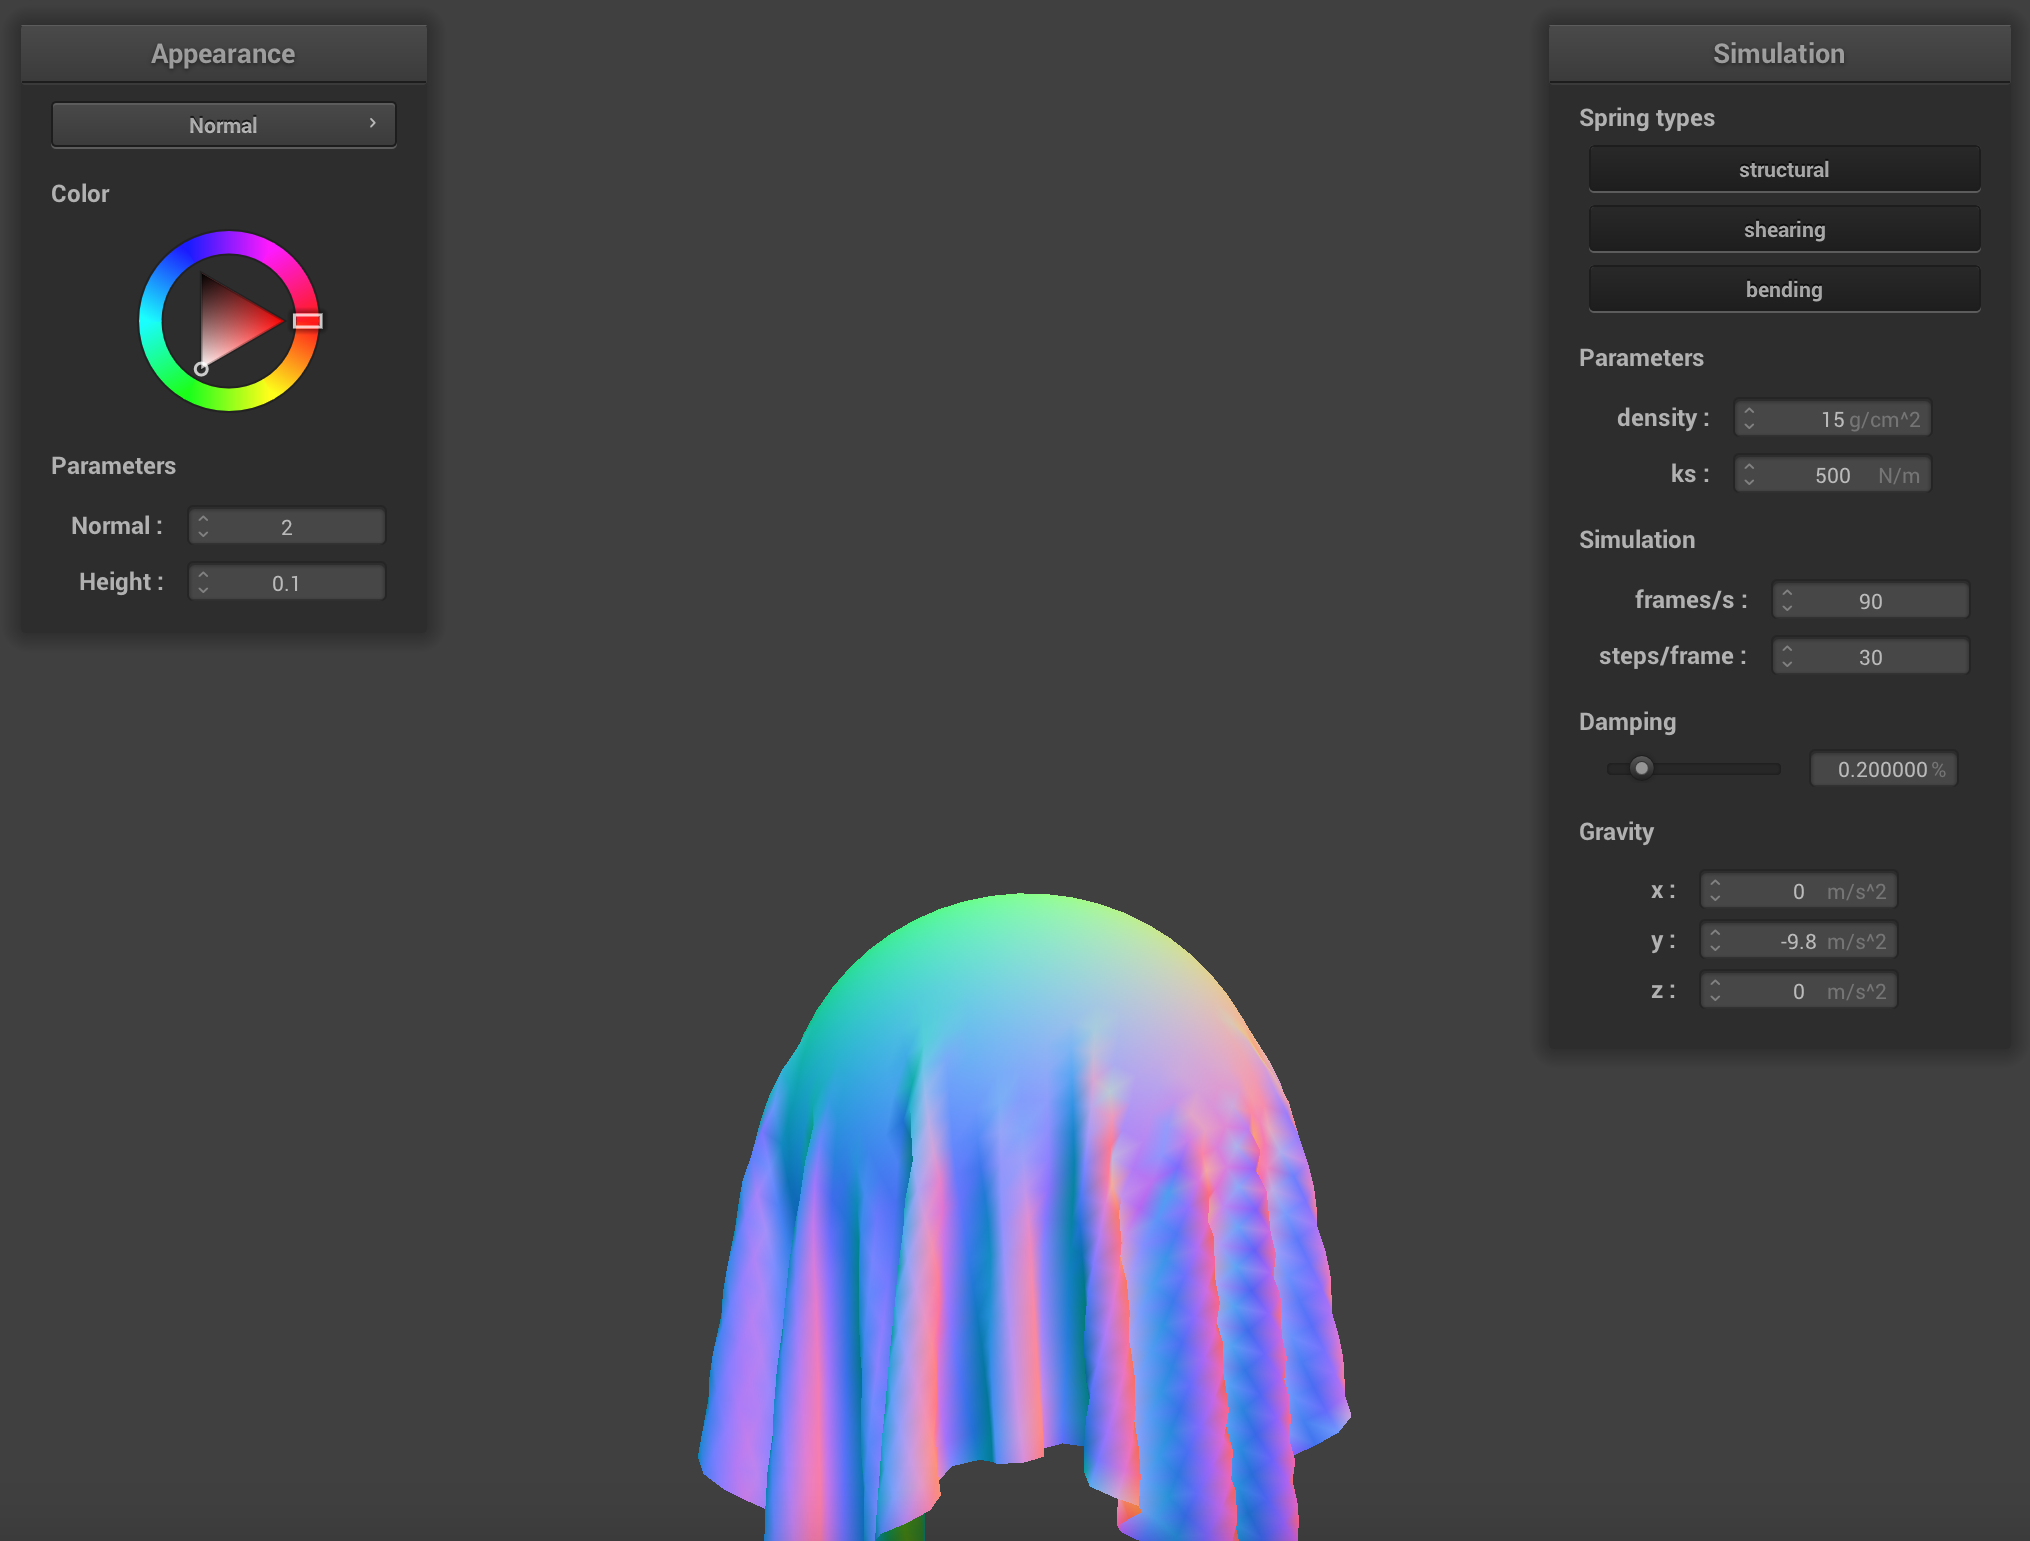 Appearance
Normal
Color
Parameters
Normal : 2
Height : 0.1
Simulation
Spring types
structural
shearing
bending
Parameters
density : 15 g/cm^2
ks : 500 N/m
Simulation
frames/s : 90
steps/frame : 30
Damping
0.200000 %
Gravity
x : 0 m/s^2
y : -9.8 m/s^2
z : 0 m/s^2